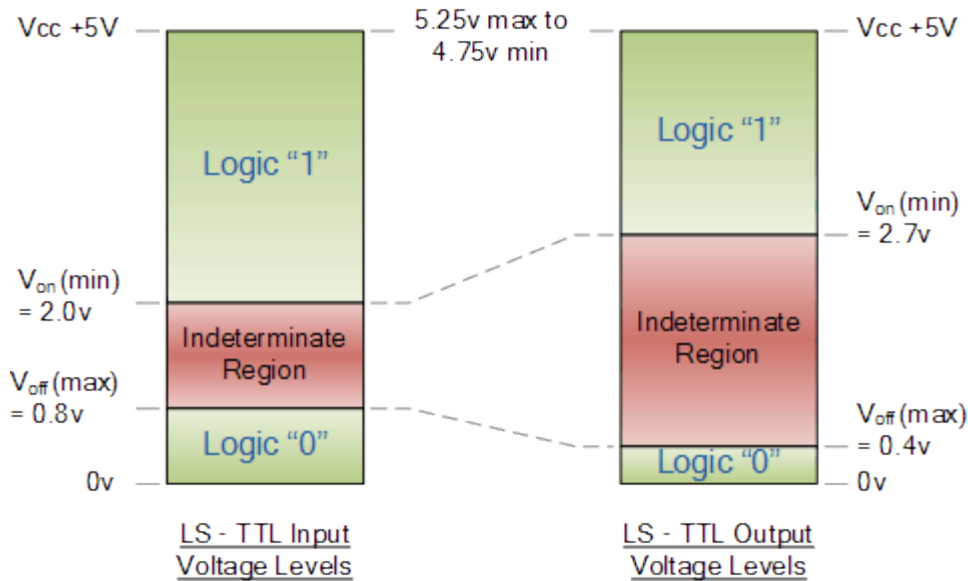 Vcc +5V
5.25v max to
4.75v min
Vcc +5V
Logic “1”
Logic “1”
Von (min)
= 2.0v
Von (min)
= 2.7v
Indeterminate
Region
Indeterminate
Region
Voff (max)
= 0.8v
Voff (max)
= 0.4v
Logic “0”
Logic “0”
0v
0v
LS - TTL Input
Voltage Levels
LS - TTL Output
Voltage Levels